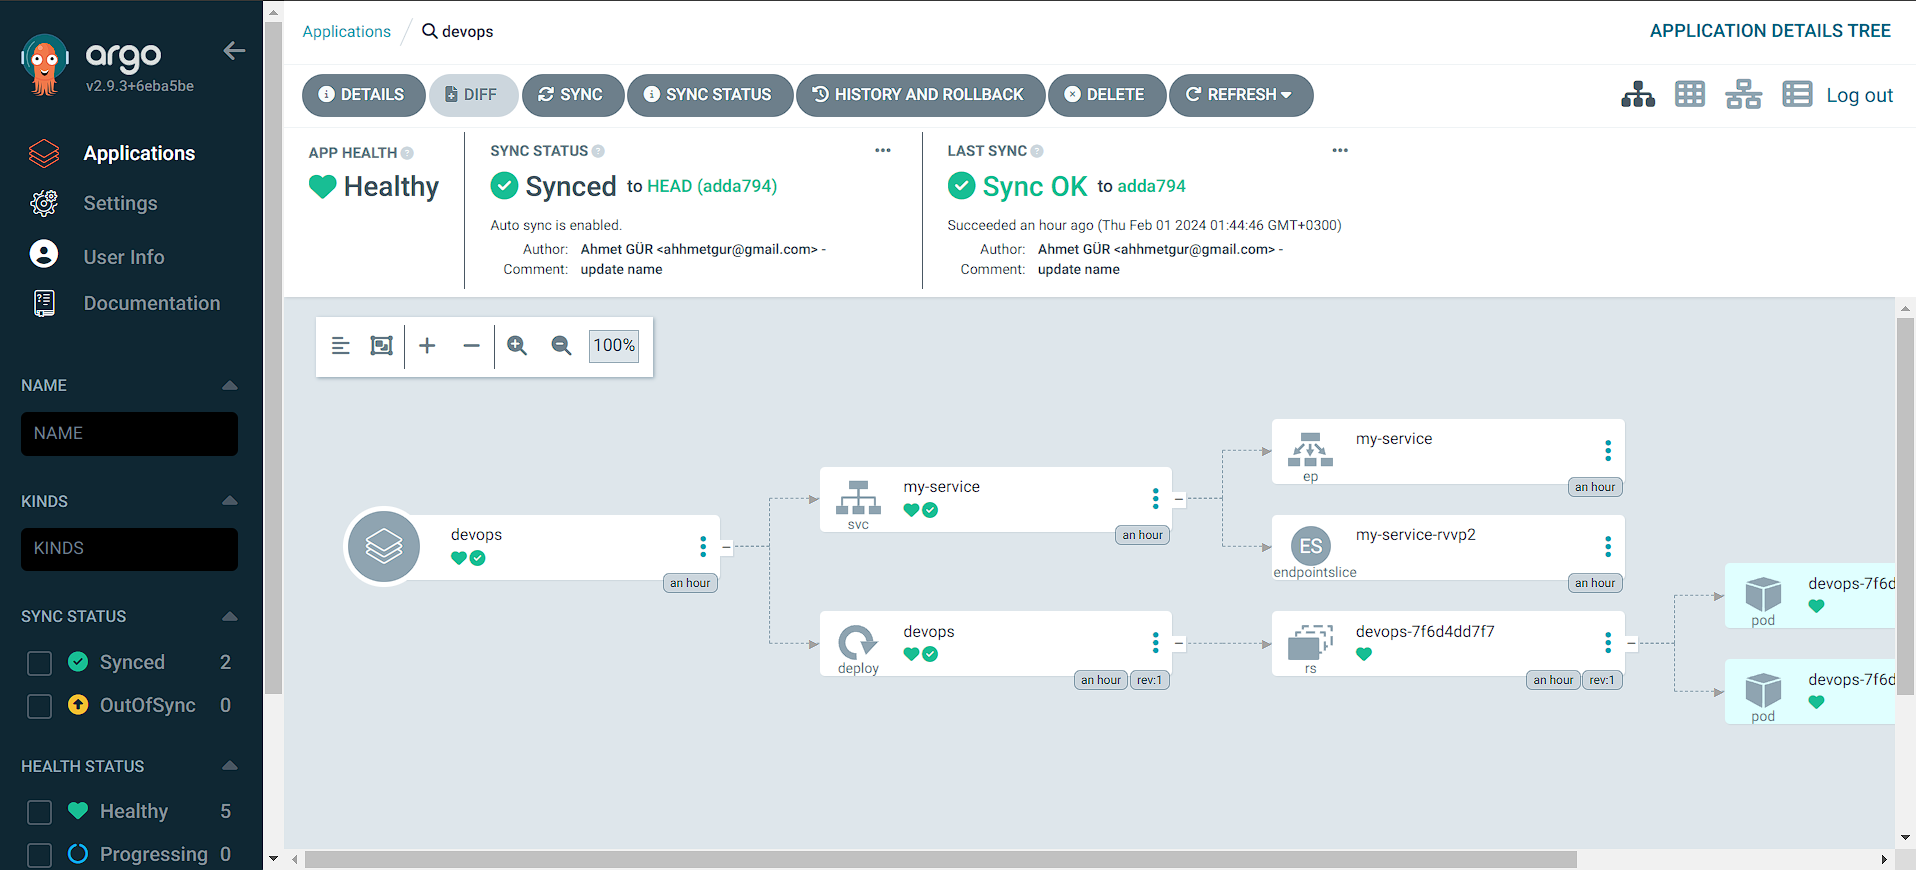 argo
v2.9.3+6eba5be
Applications
Settings
User Info
Documentation
NAME
NAME
KINDS
KINDS
SYNC STATUS
Synced 2
OutOfSync 0
HEALTH STATUS
Healthy 5
Progressing 0
Applications / devops
APPLICATION DETAILS TREE
DETAILS DIFF SYNC SYNC STATUS HISTORY AND ROLLBACK DELETE REFRESH
Log out
APP HEALTH ?
Healthy
SYNC STATUS ?
Synced to HEAD (adda794)
Auto sync is enabled.
Author: Ahmet GÜR <ahhmetgur@gmail.com> -
Comment: update name
LAST SYNC ?
Sync OK to adda794
Succeeded an hour ago (Thu Feb 01 2024 01:44:46 GMT+0300)
Author: Ahmet GÜR <ahhmetgur@gmail.com> -
Comment: update name
100%
devops
an hour
my-service
svc
an hour
devops
deploy
an hour rev:1
my-service
ep
an hour
my-service-rvvp2
ES
endpointslice
an hour
devops-7f6d4dd7f7
rs
an hour rev:1
devops-7f6d
pod
devops-7f6d
pod